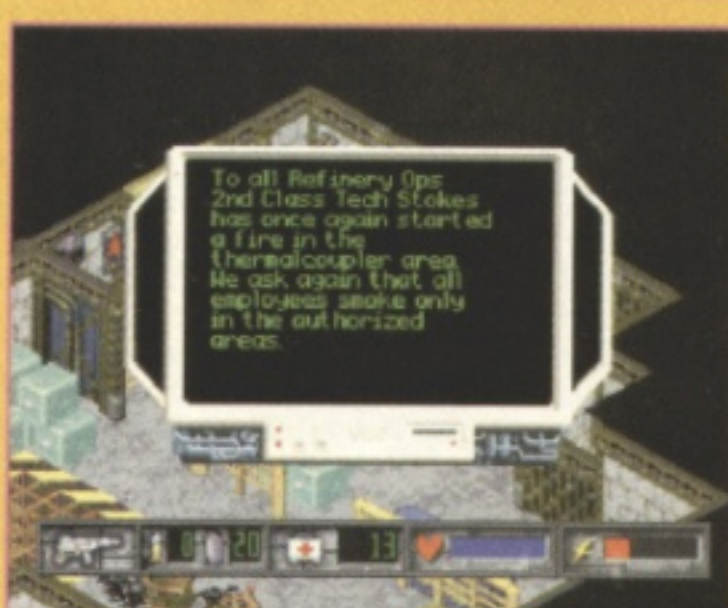 To all Refinery Ops
2nd Class Tech Stokes
has once again started
a fire in the
thermalcoupler area
We ask again that all
employees smoke only
in the authorized
areas.
0 20 13